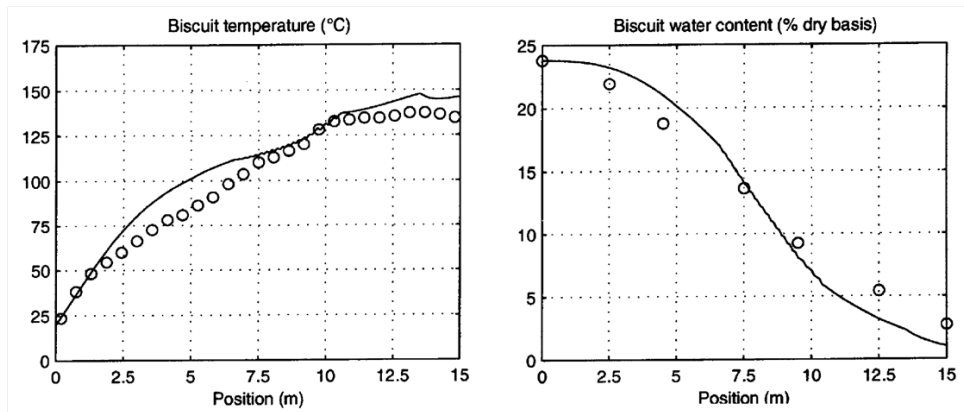 Biscuit temperature (°C)
175
150
125
100
75
50
25
0
0 2.5 5 7.5 10 12.5 15
Position (m)
Biscuit water content (% dry basis)
25
20
15
10
5
0
0 2.5 5 7.5 10 12.5 15
Position (m)